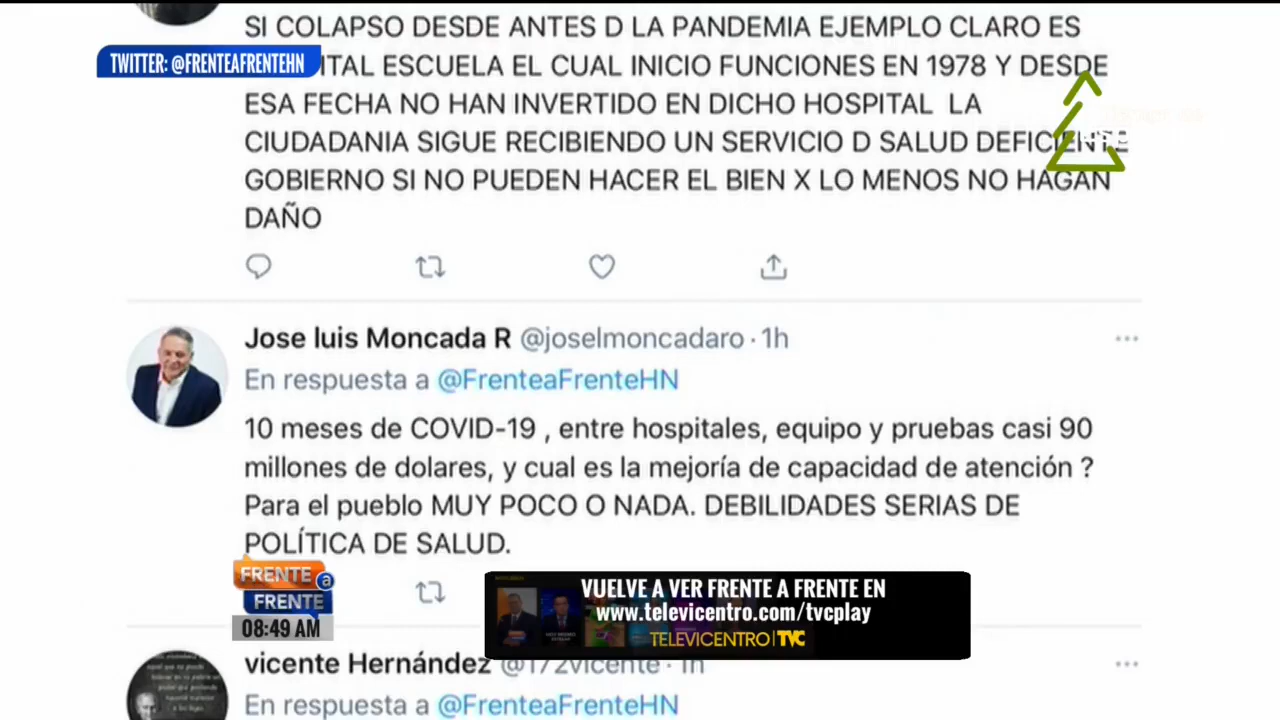 SI COLAPSO DESDE ANTES D LA PANDEMIA EJEMPLO CLARO ES
TWITTER: @FRENTEAFRENTEHN
ITAL ESCUELA EL CUAL INICIO FUNCIONES EN 1978 Y DESDE
ESA FECHA NO HAN INVERTIDO EN DICHO HOSPITAL LA
CIUDADANIA SIGUE RECIBIENDO UN SERVICIO D SALUD DEFICIENTE
GOBIERNO SI NO PUEDEN HACER EL BIEN X LO MENOS NO HAGAN
DAÑO
Jose luis Moncada R @joselmoncadaro · 1h
En respuesta a @FrenteaFrenteHN
10 meses de COVID-19 , entre hospitales, equipo y pruebas casi 90
millones de dolares, y cual es la mejoría de capacidad de atención ?
Para el pueblo MUY POCO O NADA. DEBILIDADES SERIAS DE
POLÍTICA DE SALUD.
FRENTE a
FRENTE
08:49 AM
VUELVE A VER FRENTE A FRENTE EN
www.televicentro.com/tvcplay
TELEVICENTRO | TVC
vicente Hernández @172vicente · 1h
En respuesta a @FrenteaFrenteHN